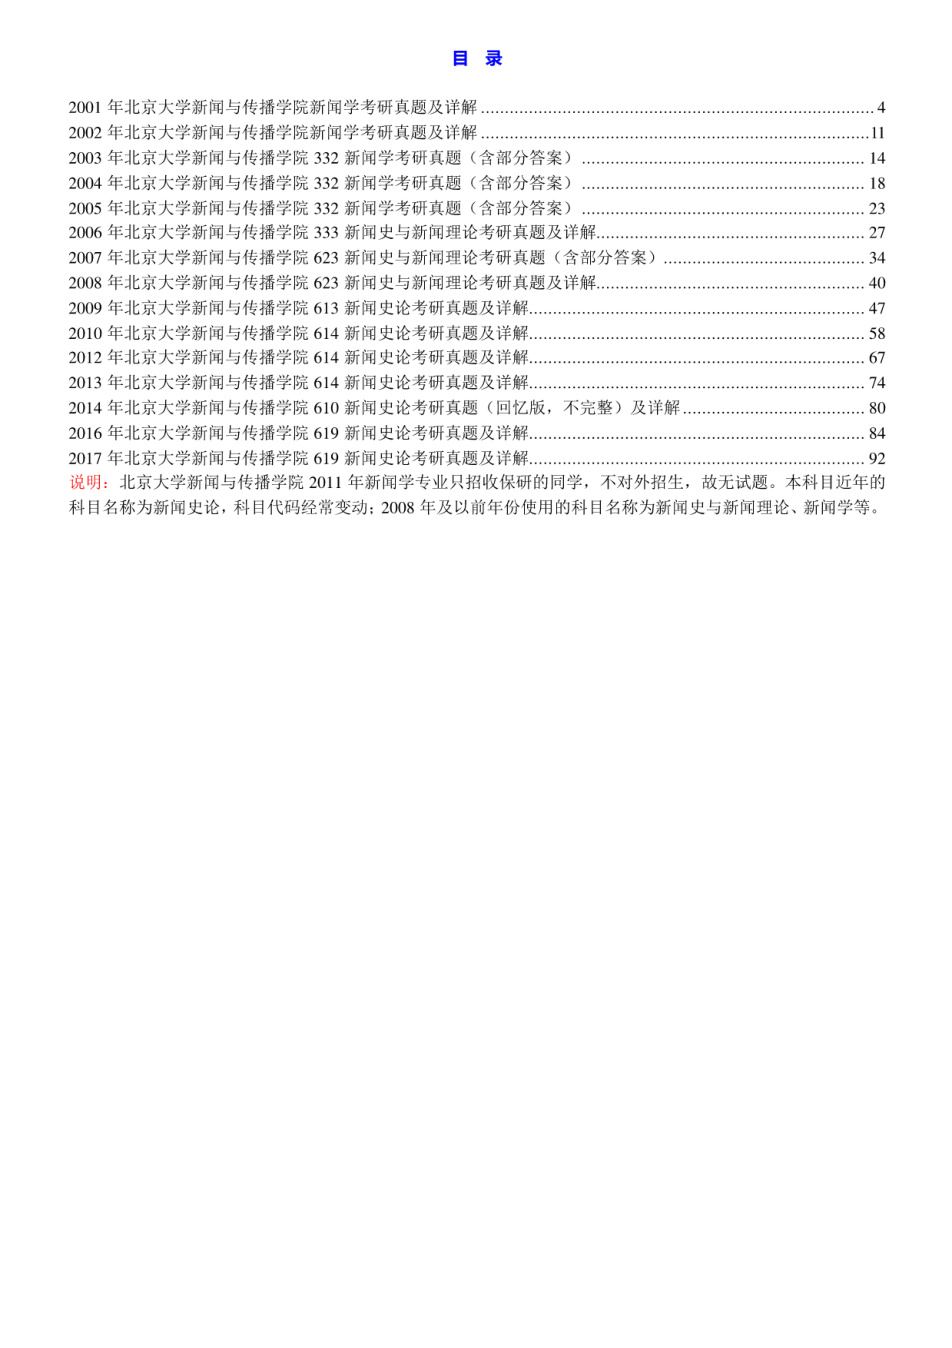 目 录
2001 年北京大学新闻与传播学院新闻学考研真题及详解 ................................................................................... 4
2002 年北京大学新闻与传播学院新闻学考研真题及详解 ..................................................................................11
2003 年北京大学新闻与传播学院 332 新闻学考研真题（含部分答案） ............................................................ 14
2004 年北京大学新闻与传播学院 332 新闻学考研真题（含部分答案） ............................................................ 18
2005 年北京大学新闻与传播学院 332 新闻学考研真题（含部分答案） ............................................................ 23
2006 年北京大学新闻与传播学院 333 新闻史与新闻理论考研真题及详解......................................................... 27
2007 年北京大学新闻与传播学院 623 新闻史与新闻理论考研真题（含部分答案）........................................... 34
2008 年北京大学新闻与传播学院 623 新闻史与新闻理论考研真题及详解......................................................... 40
2009 年北京大学新闻与传播学院 613 新闻史论考研真题及详解....................................................................... 47
2010 年北京大学新闻与传播学院 614 新闻史论考研真题及详解....................................................................... 58
2012 年北京大学新闻与传播学院 614 新闻史论考研真题及详解....................................................................... 67
2013 年北京大学新闻与传播学院 614 新闻史论考研真题及详解....................................................................... 74
2014 年北京大学新闻与传播学院 610 新闻史论考研真题（回忆版，不完整）及详解 ...................................... 80
2016 年北京大学新闻与传播学院 619 新闻史论考研真题及详解....................................................................... 84
2017 年北京大学新闻与传播学院 619 新闻史论考研真题及详解....................................................................... 92
说明：北京大学新闻与传播学院 2011 年新闻学专业只招收保研的同学，不对外招生，故无试题。本科目近年的
科目名称为新闻史论，科目代码经常变动；2008 年及以前年份使用的科目名称为新闻史与新闻理论、新闻学等。